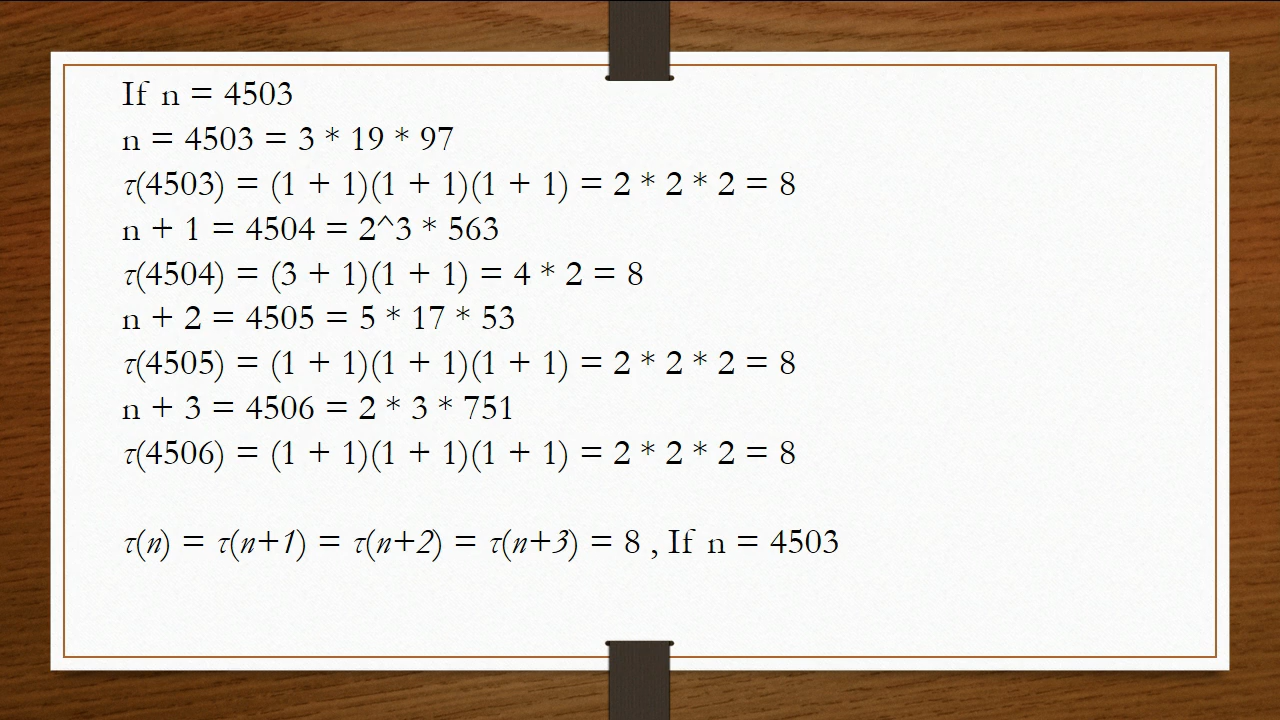 If n = 4503
n = 4503 = 3 * 19 * 97
τ(4503) = (1 + 1)(1 + 1)(1 + 1) = 2 * 2 * 2 = 8
n + 1 = 4504 = 2^3 * 563
τ(4504) = (3 + 1)(1 + 1) = 4 * 2 = 8
n + 2 = 4505 = 5 * 17 * 53
τ(4505) = (1 + 1)(1 + 1)(1 + 1) = 2 * 2 * 2 = 8
n + 3 = 4506 = 2 * 3 * 751
τ(4506) = (1 + 1)(1 + 1)(1 + 1) = 2 * 2 * 2 = 8
τ(n) = τ(n+1) = τ(n+2) = τ(n+3) = 8 , If n = 4503